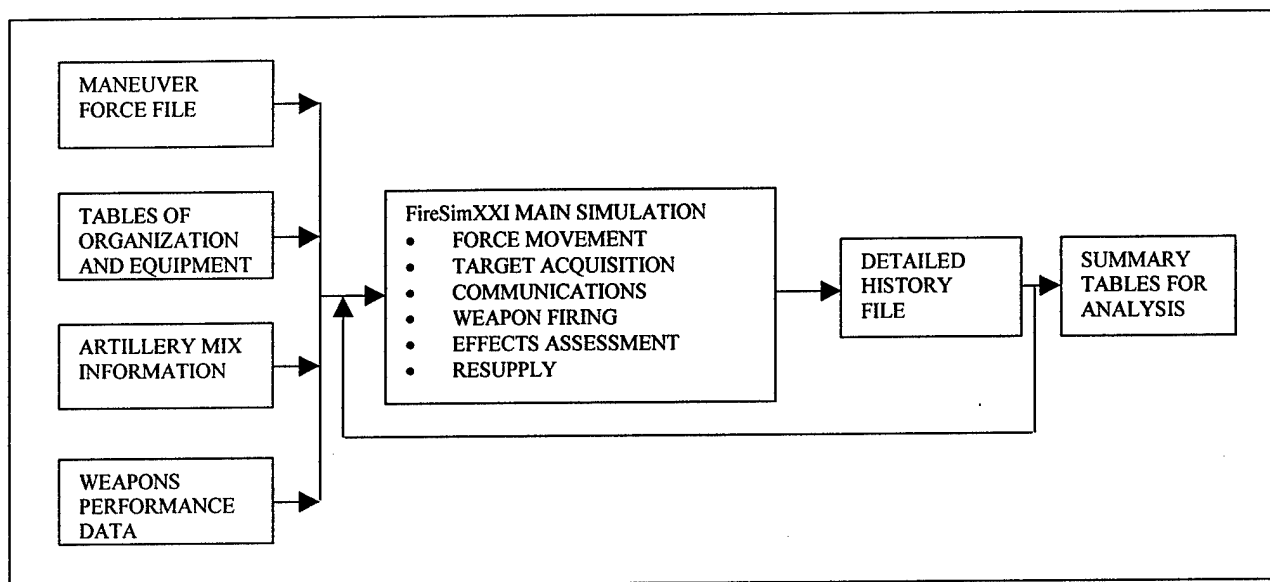 MANEUVER
FORCE FILE
TABLES OF
ORGANIZATION
AND EQUIPMENT
ARTILLERY MIX
INFORMATION
WEAPONS
PERFORMANCE
DATA
FireSimXXI MAIN SIMULATION
• FORCE MOVEMENT
• TARGET ACQUISITION
• COMMUNICATIONS
• WEAPON FIRING
• EFFECTS ASSESSMENT
• RESUPPLY
DETAILED
HISTORY
FILE
SUMMARY
TABLES FOR
ANALYSIS